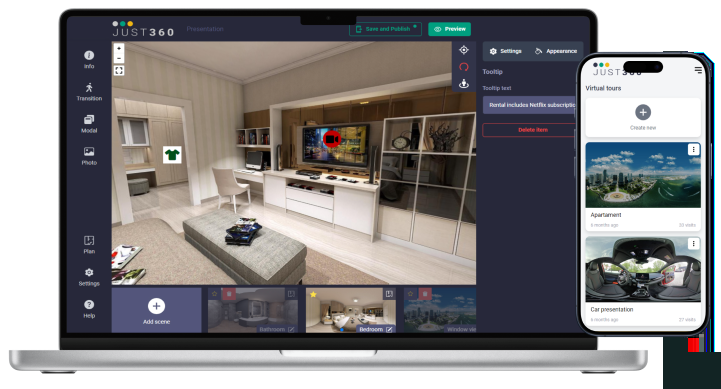 JUST360
Presentation
Save and Publish *
Preview
Info
Transition
Modal
Photo
Plan
Settings
Help
+
-
Settings
Appearance
Tooltip
Tooltip text
Rental includes Netflix subscriptio
Delete item
Add scene
Bathroom
Bedroom
Window vie
JUST360
Virtual tours
Create new
Apartament
6 months ago
33 visits
Car presentation
6 months ago
27 visits